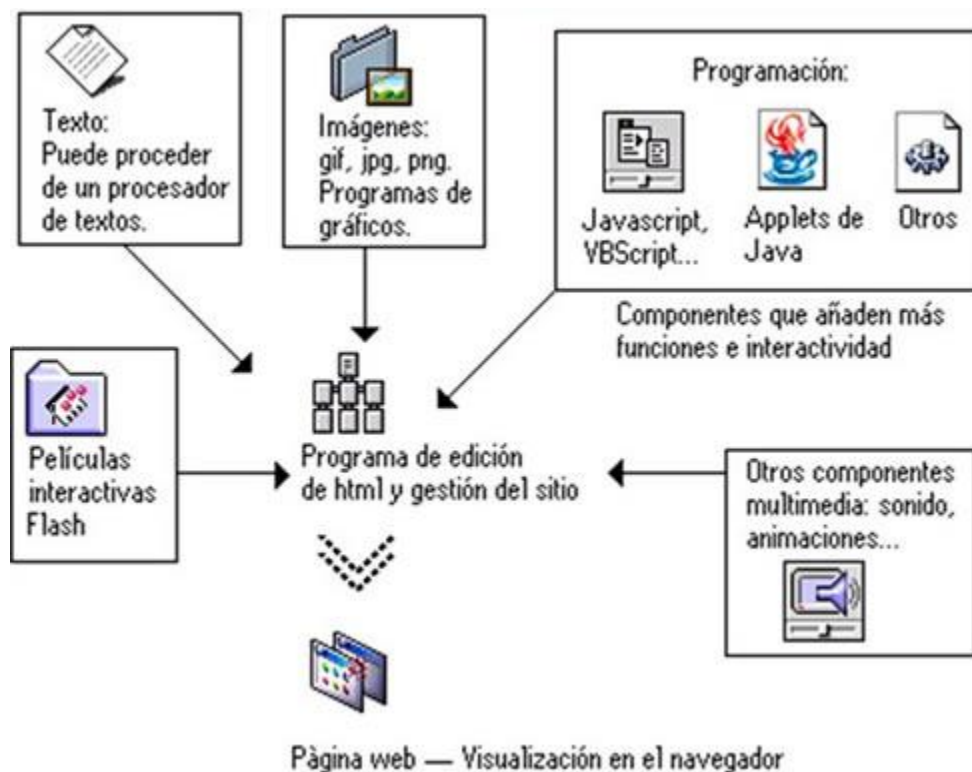 Texto:
Puede proceder
de un procesador
de textos.
Imágenes:
gif, jpg, png.
Programas de
gráficos.
Programación:
Javascript,
VBScript...
Applets de
Java
Otros
Componentes que añaden más
funciones e interactividad
Películas
interactivas
Flash
Programa de edición
de html y gestión del sitio
Otros componentes
multimedia: sonido,
animaciones...
Pàgina web — Visualización en el navegador